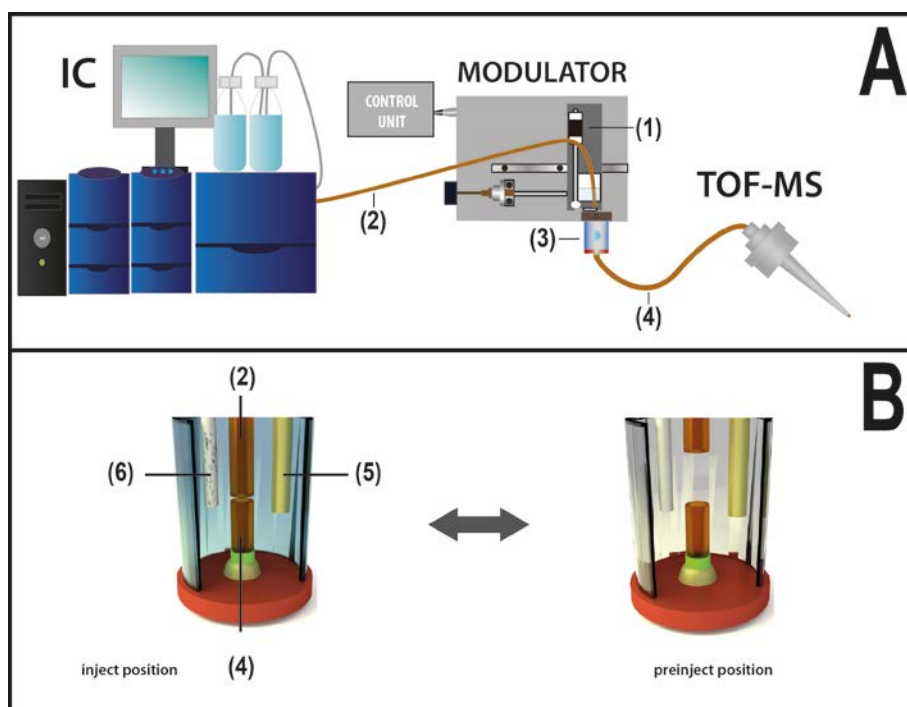 A
IC
MODULATOR
CONTROL
UNIT
(1)
TOF-MS
(2)
(3)
(4)
B
(2)
(6)
(5)
inject position
(4)
preinject position